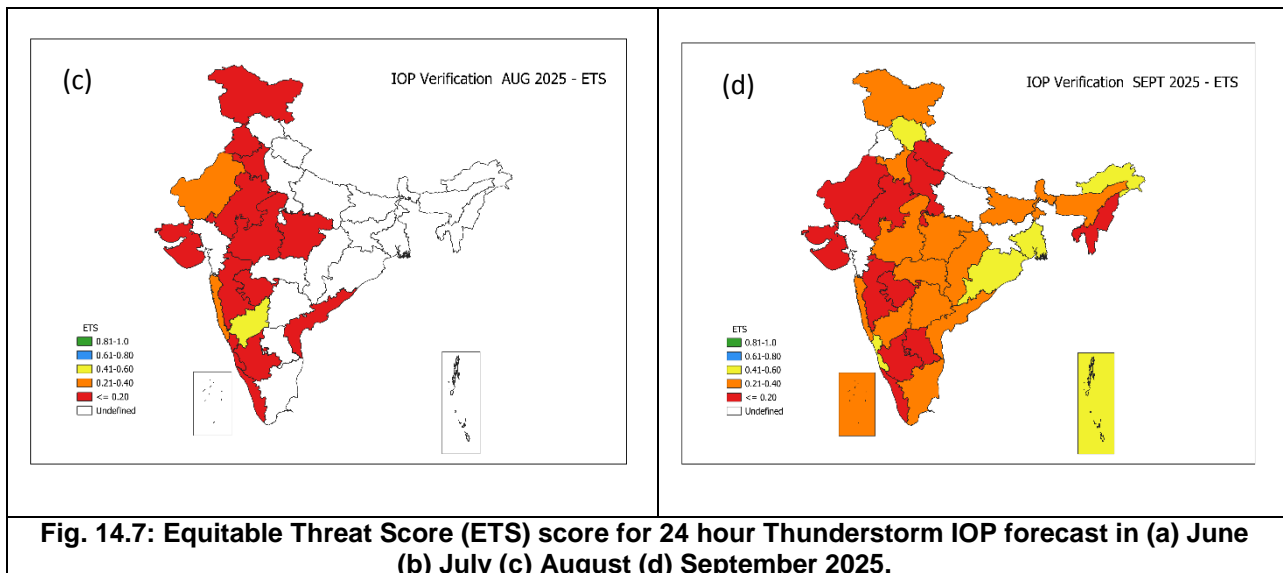 (c)
IOP Verification AUG 2025 - ETS
ETS
0.81-1.0
0.61-0.80
0.41-0.60
0.21-0.40
<= 0.20
Undefined
(d)
IOP Verification SEPT 2025 - ETS
ETS
0.81-1.0
0.61-0.80
0.41-0.60
0.21-0.40
<= 0.20
Undefined
Fig. 14.7: Equitable Threat Score (ETS) score for 24 hour Thunderstorm IOP forecast in (a) June
(b) July (c) August (d) September 2025.